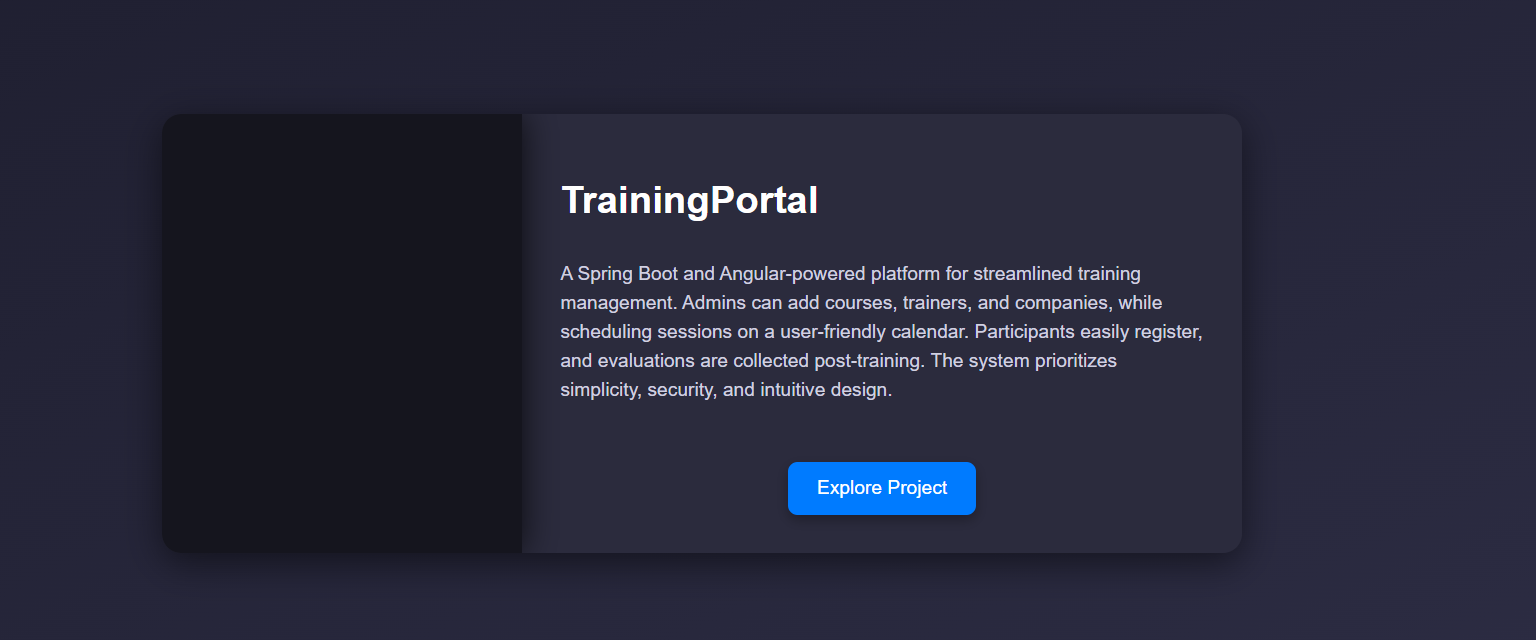 TrainingPortal
A Spring Boot and Angular-powered platform for streamlined training
management. Admins can add courses, trainers, and companies, while
scheduling sessions on a user-friendly calendar. Participants easily register,
and evaluations are collected post-training. The system prioritizes
simplicity, security, and intuitive design.
Explore Project